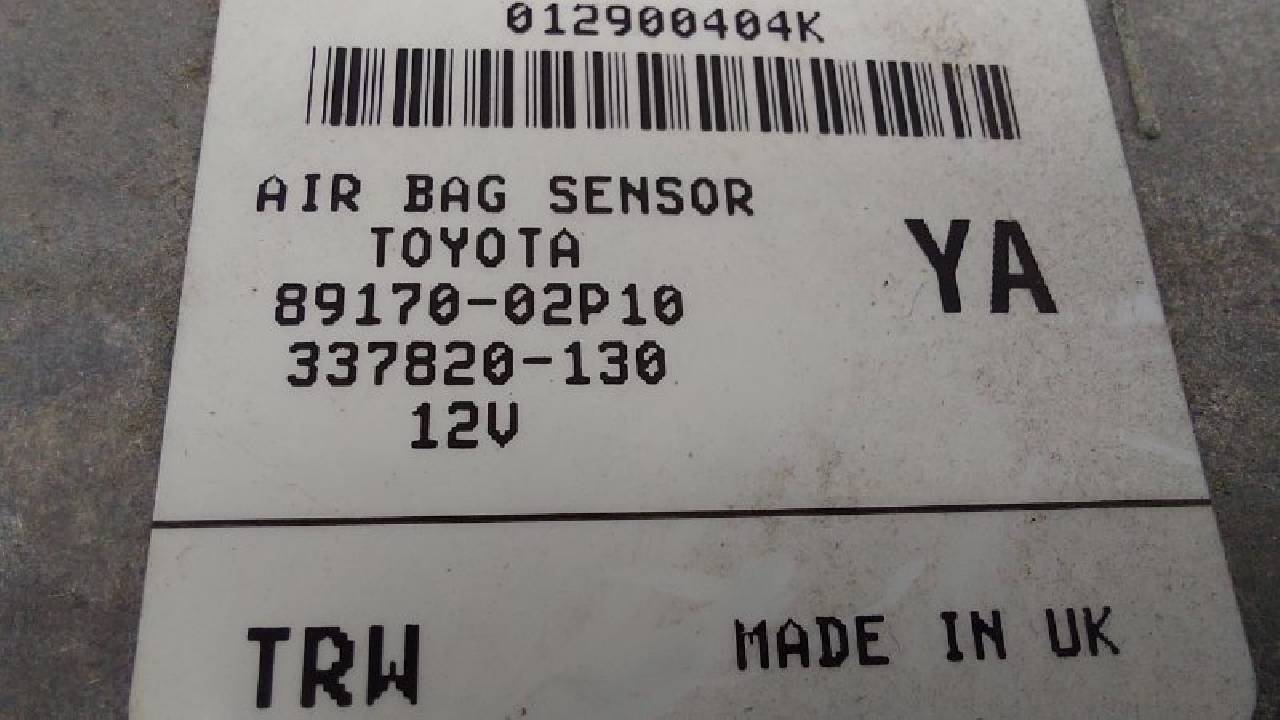 012900404K
AIR BAG SENSOR
TOYOTA
89170-02P10
337820-130
12V
YA
TRW
MADE IN UK